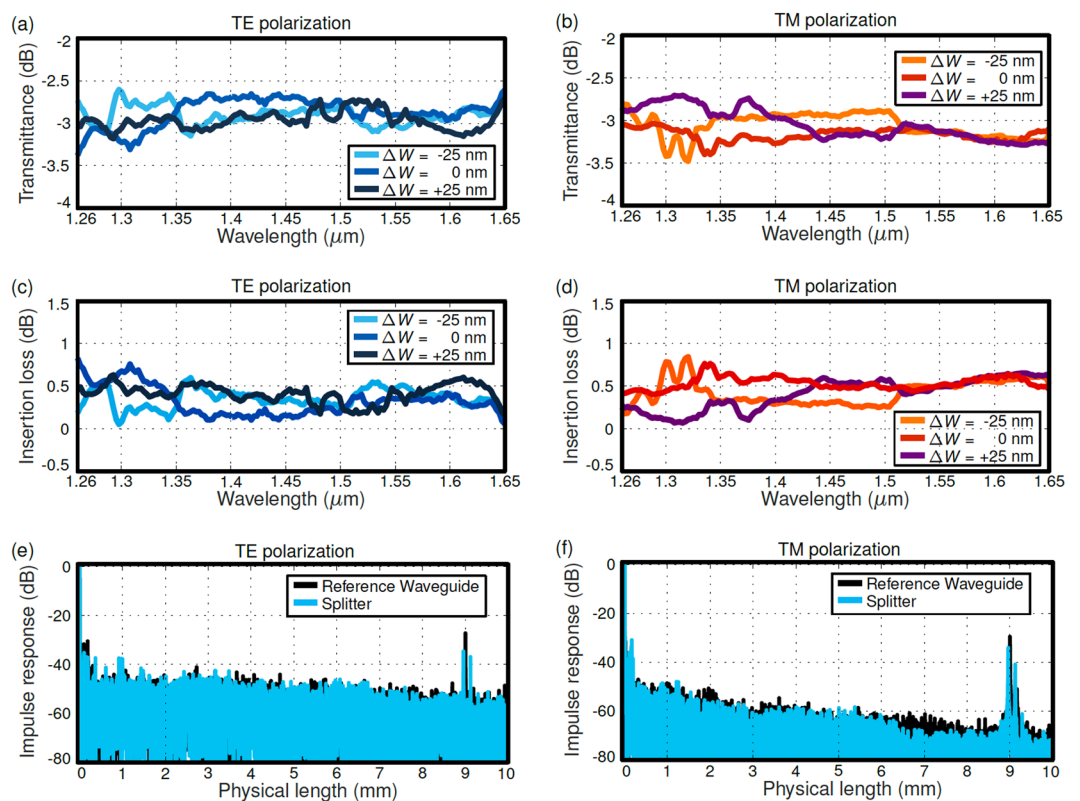 (a)
TE polarization
Transmittance (dB)
-2
-2.5
-3
-3.5
-4
ΔW = -25 nm
ΔW = 0 nm
ΔW = +25 nm
1.26 1.3 1.35 1.4 1.45 1.5 1.55 1.6 1.65
Wavelength (μm)
(b)
TM polarization
Transmittance (dB)
-2
-2.5
-3
-3.5
-4
ΔW = -25 nm
ΔW = 0 nm
ΔW = +25 nm
1.26 1.3 1.35 1.4 1.45 1.5 1.55 1.6 1.65
Wavelength (μm)
(c)
TE polarization
Insertion loss (dB)
1.5
1
0.5
0
-0.5
ΔW = -25 nm
ΔW = 0 nm
ΔW = +25 nm
1.26 1.3 1.35 1.4 1.45 1.5 1.55 1.6 1.65
Wavelength (μm)
(d)
TM polarization
Insertion loss (dB)
1.5
1
0.5
0
-0.5
ΔW = -25 nm
ΔW = 0 nm
ΔW = +25 nm
1.26 1.3 1.35 1.4 1.45 1.5 1.55 1.6 1.65
Wavelength (μm)
(e)
TE polarization
Impulse response (dB)
0
-20
-40
-60
-80
Reference Waveguide
Splitter
0 1 2 3 4 5 6 7 8 9 10
Physical length (mm)
(f)
TM polarization
Impulse response (dB)
0
-20
-40
-60
-80
Reference Waveguide
Splitter
0 1 2 3 4 5 6 7 8 9 10
Physical length (mm)